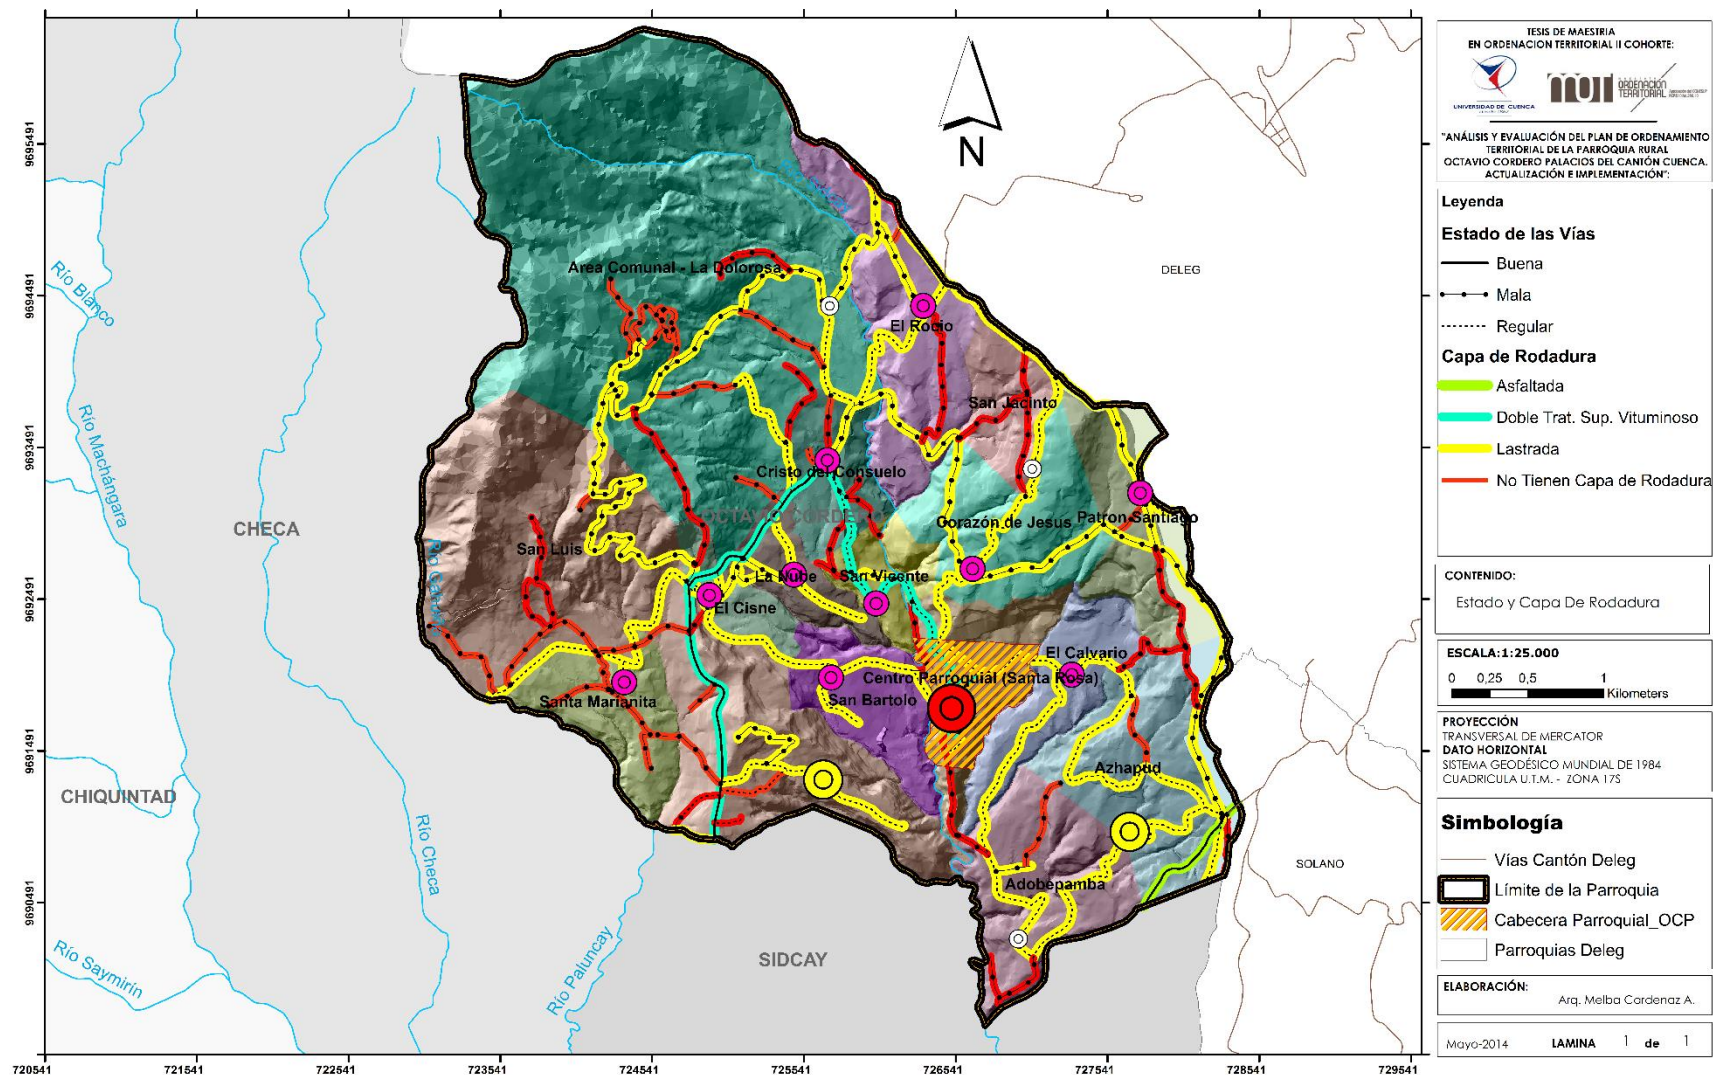 TESIS DE MAESTRIA
EN ORDENACION TERRITORIAL II COHORTE:
UNIVERSIDAD DE CUENCA
MOT
ORDENACION
TERRITORIAL
"ANÁLISIS Y EVALUACIÓN DEL PLAN DE ORDENAMIENTO
TERRITORIAL DE LA PARROQUIA RURAL
OCTAVIO CORDERO PALACIOS DEL CANTÓN CUENCA.
ACTUALIZACIÓN E IMPLEMENTACIÓN":
Leyenda
Estado de las Vías
Buena
Mala
Regular
Capa de Rodadura
Asfaltada
Doble Trat. Sup. Vituminoso
Lastrada
No Tienen Capa de Rodadura
CONTENIDO:
Estado y Capa De Rodadura
ESCALA:1:25.000
0 0,25 0,5 1
Kilometers
PROYECCIÓN
TRANSVERSAL DE MERCATOR
DATO HORIZONTAL
SISTEMA GEODÉSICO MUNDIAL DE 1984
CUADRICULA U.T.M. - ZONA 17S
Simbología
Vías Cantón Deleg
Límite de la Parroquia
Cabecera Parroquial_OCP
Parroquias Deleg
ELABORACIÓN:
Arq. Melba Cardenaz A.
Mayo-2014 LAMINA 1 de 1
N
DELEG
SOLANO
SIDCAY
CHECA
CHIQUINTAD
OCTAVIO CORDERO
Río Blanco
Río Machángara
Río Checa
Río Saymirín
Río Paluncay
Area Comunal - La Dolorosa
El Rocio
San Jacinto
Cristo del Consuelo
Corazón de Jesus
Patron Santiago
San Luis
La Nube
San Vicente
El Cisne
El Calvario
Centro Parroquial (Santa Rosa)
San Bartolo
Santa Marianita
Azhapud
Adobepamba
9695491
9694491
9693491
9692491
9691491
9690491
720541 721541 722541 723541 724541 725541 726541 727541 728541 729541